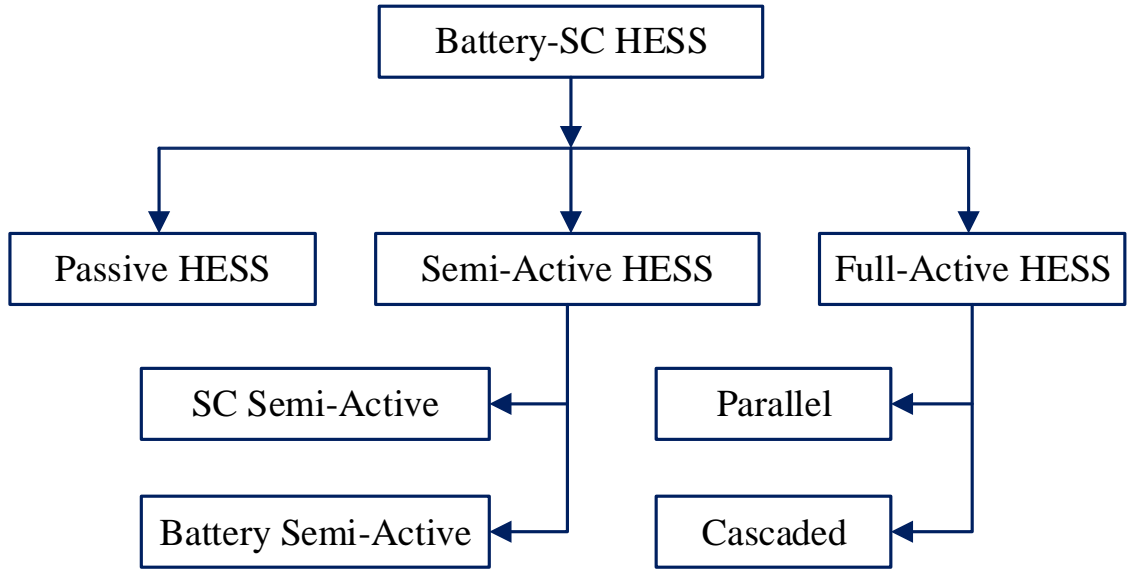 Battery-SC HESS
Passive HESS
Semi-Active HESS
Full-Active HESS
SC Semi-Active
Parallel
Battery Semi-Active
Cascaded